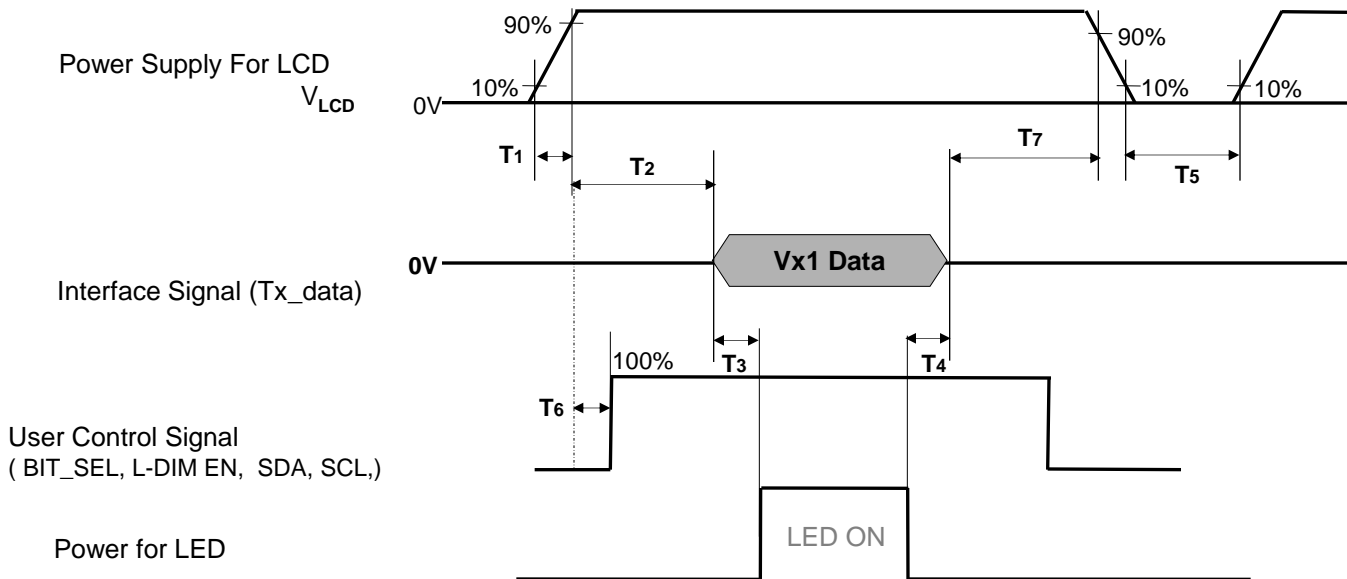 90%
90%
Power Supply For LCD
10%
10%
10%
VLCD
0V
T1
T2
T7
T5
0V
Vx1 Data
Interface Signal (Tx_data)
100%
T3
T4
T6
User Control Signal
( BIT_SEL, L-DIM EN, SDA, SCL,)
LED ON
Power for LED